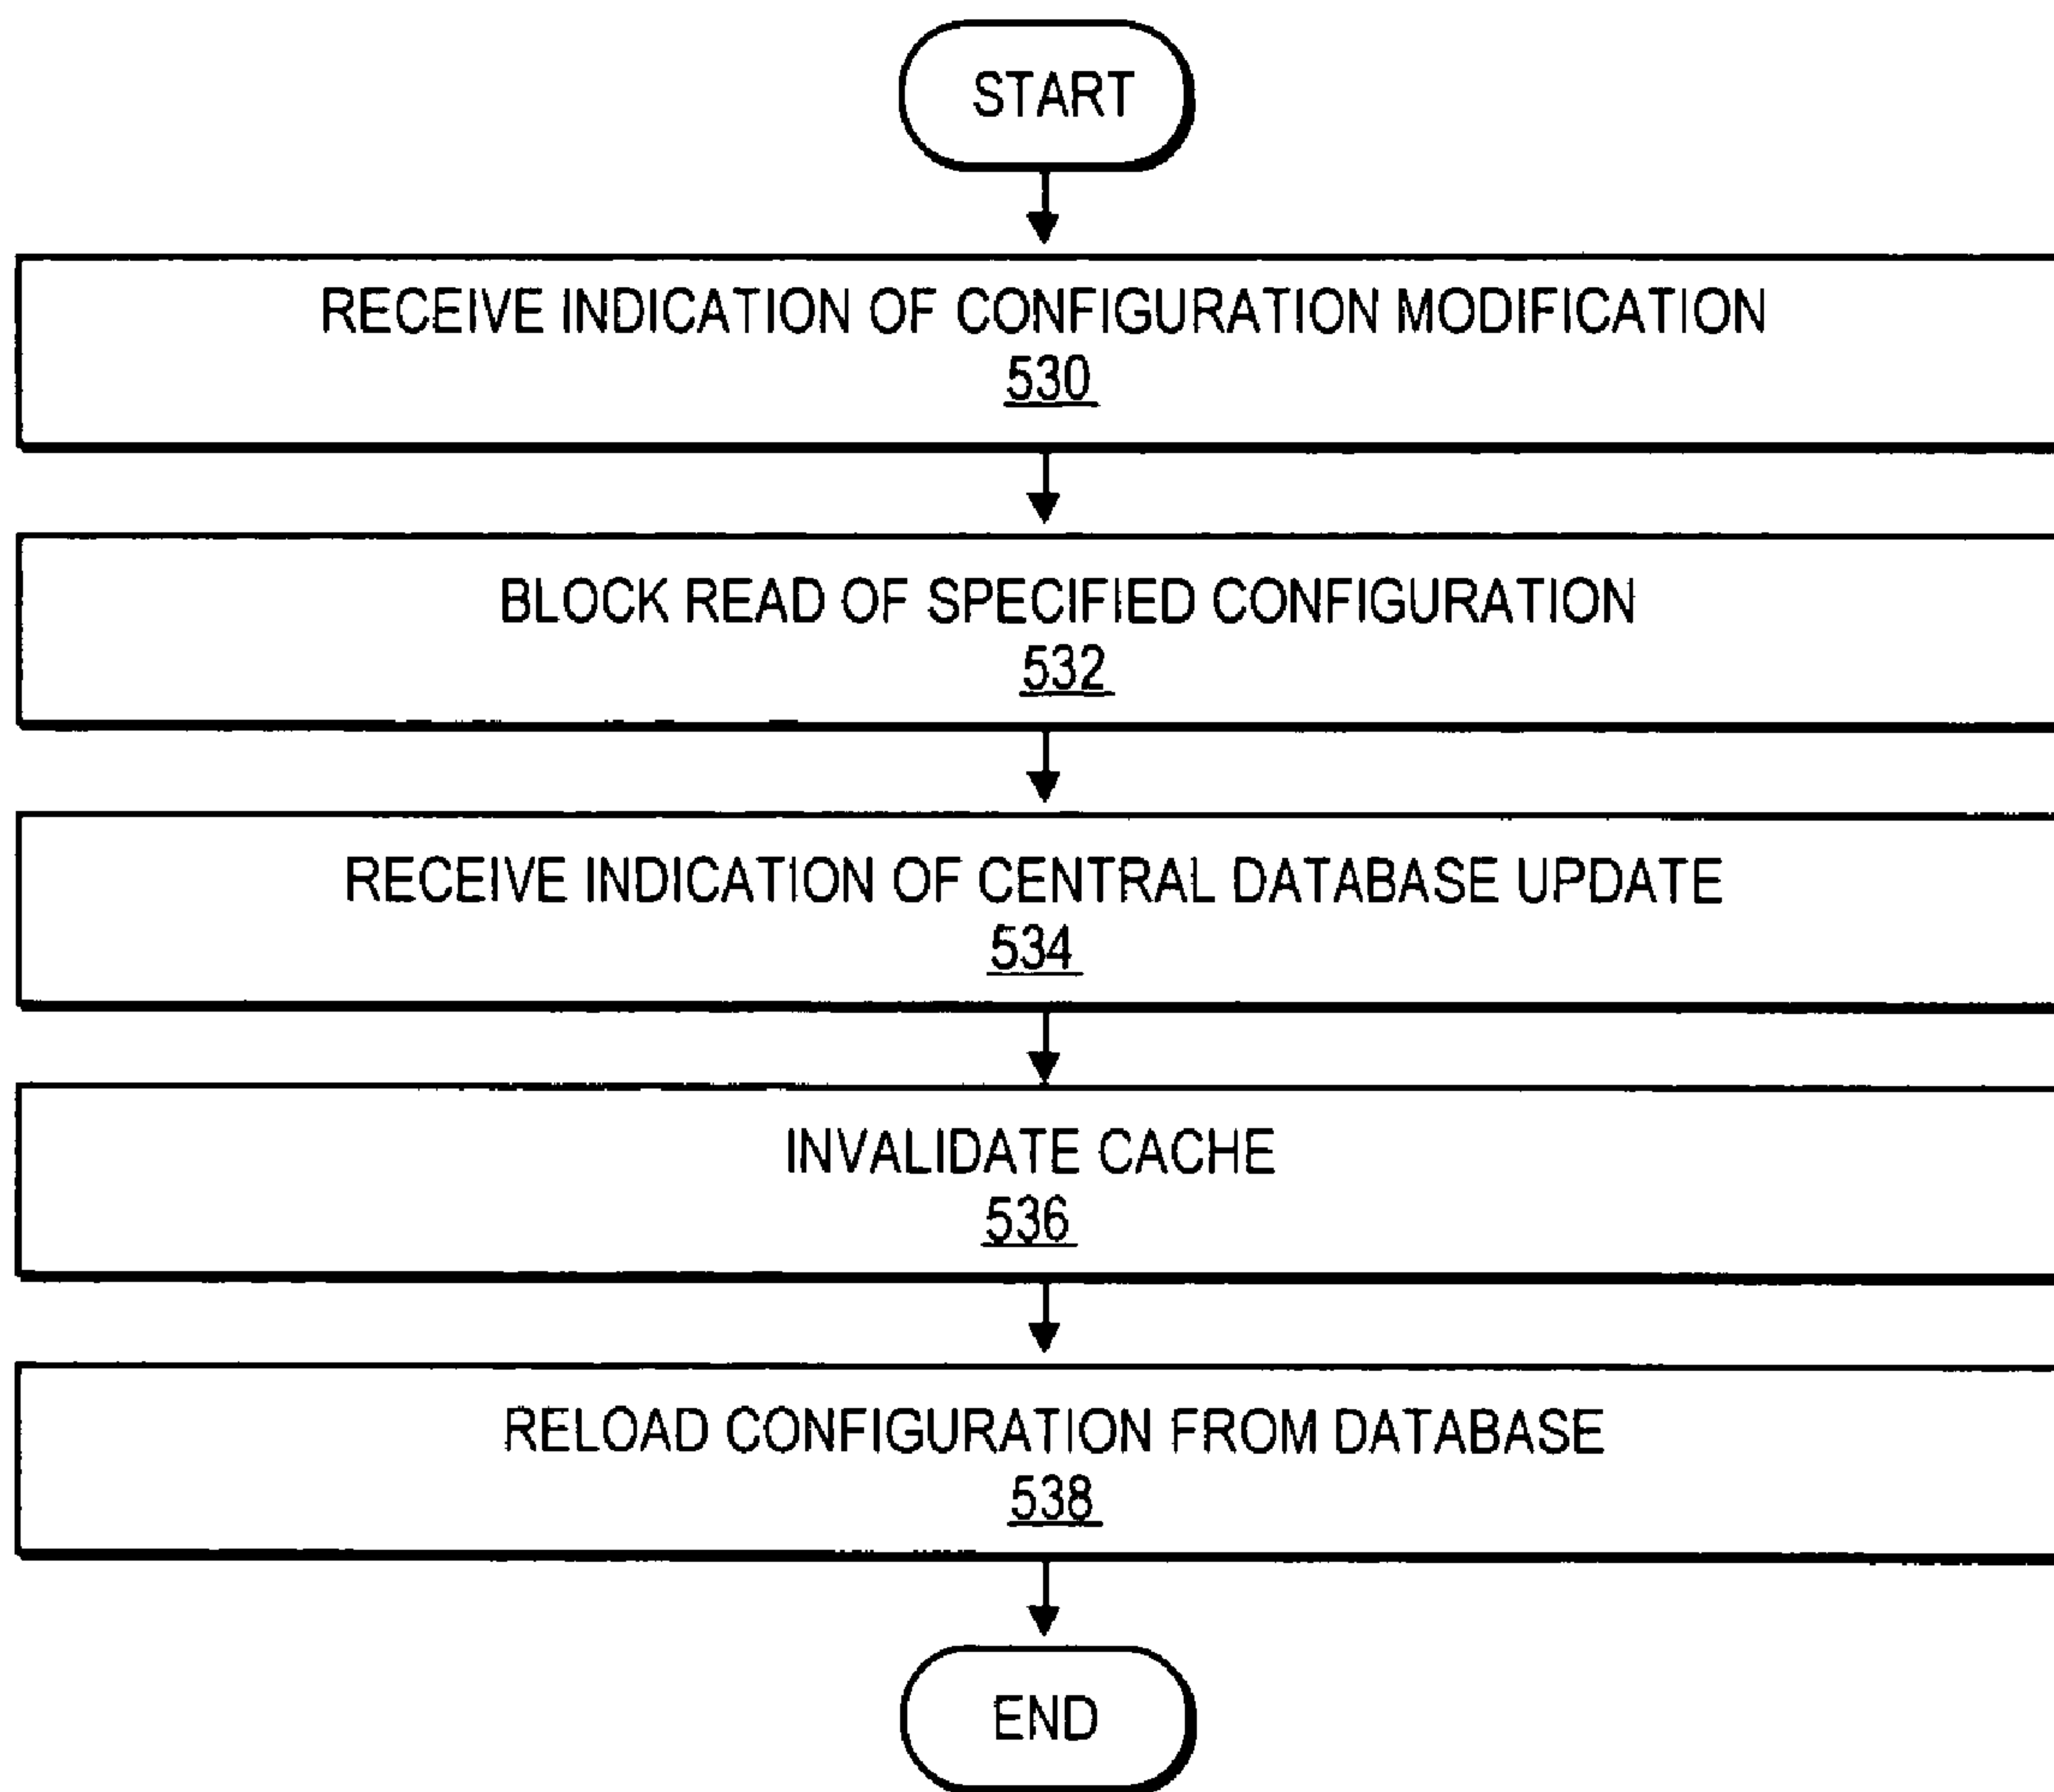 START
RECEIVE INDICATION OF CONFIGURATION MODIFICATION
530
BLOCK READ OF SPECIFIED CONFIGURATION
532
RECEIVE INDICATION OF CENTRAL DATABASE UPDATE
534
INVALIDATE CACHE
536
RELOAD CONFIGURATION FROM DATABASE
538
END